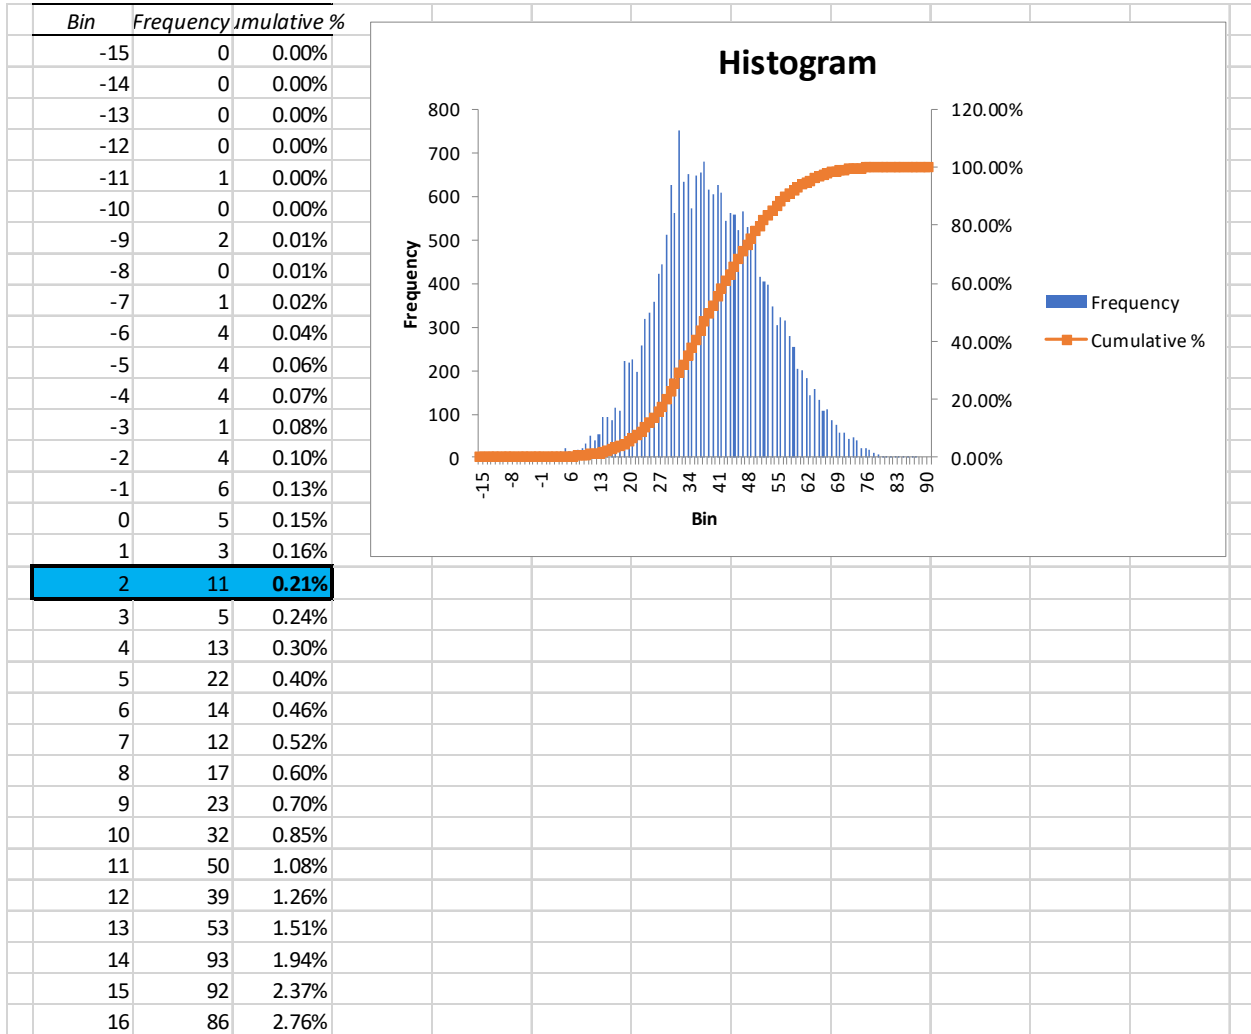 Bin Frequency umulative %
-15 0 0.00%
-14 0 0.00%
-13 0 0.00%
-12 0 0.00%
-11 1 0.00%
-10 0 0.00%
-9 2 0.01%
-8 0 0.01%
-7 1 0.02%
-6 4 0.04%
-5 4 0.06%
-4 4 0.07%
-3 1 0.08%
-2 4 0.10%
-1 6 0.13%
0 5 0.15%
1 3 0.16%
2 11 0.21%
3 5 0.24%
4 13 0.30%
5 22 0.40%
6 14 0.46%
7 12 0.52%
8 17 0.60%
9 23 0.70%
10 32 0.85%
11 50 1.08%
12 39 1.26%
13 53 1.51%
14 93 1.94%
15 92 2.37%
16 86 2.76%
Histogram
800 120.00%
700 100.00%
600 80.00%
500
400 60.00%
300 40.00%
200 20.00%
100
0 0.00%
Frequency
-15 -8 -1 6 13 20 27 34 41 48 55 62 69 76 83 90
Bin
Frequency
Cumulative %